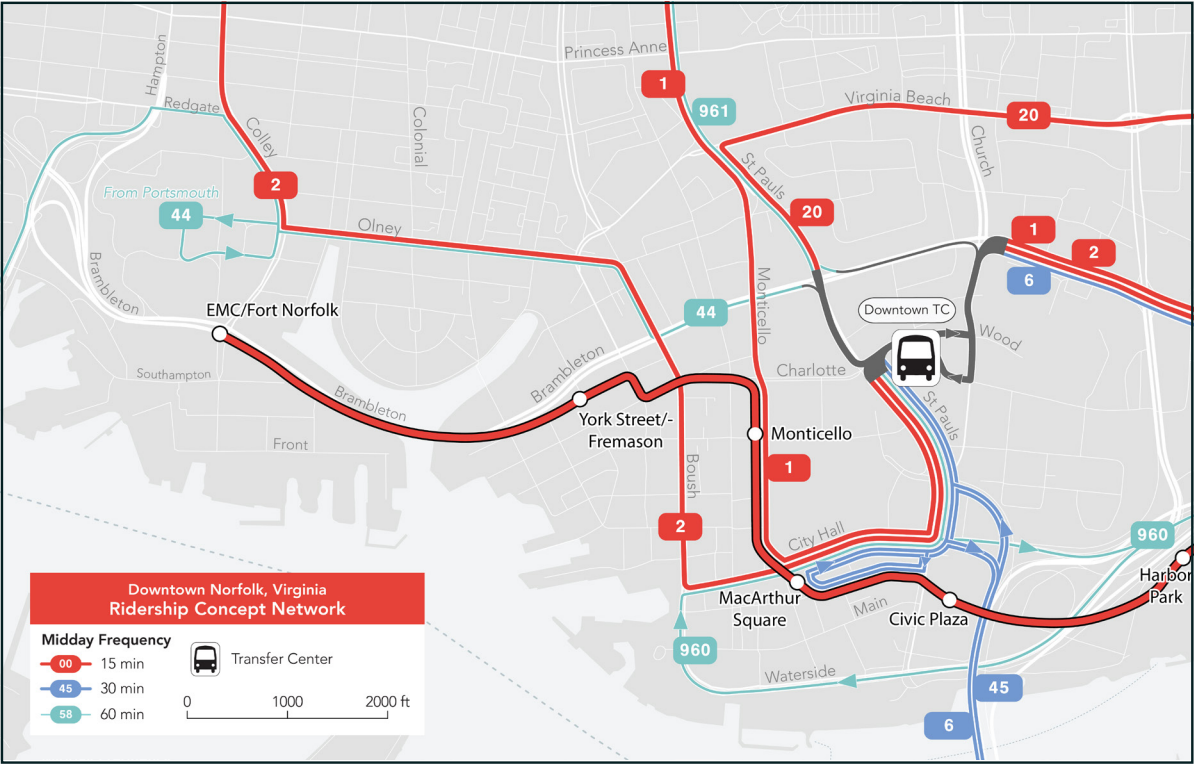 Princess Anne
Hampton
1
961
Virginia Beach
20
Redgate
Colley
Colonial
Church
St Pauls
2
From Portsmouth
44
20
Olney
1
2
6
Brambleton
Monticello
EMC/Fort Norfolk
44
Downtown TC
Wood
Brambleton
Charlotte
Southampton
Brambleton
St Pauls
York Street/-
Fremason
Monticello
Front
Boush
1
2
City Hall
960
Harbor
Park
MacArthur
Square
Main
Civic Plaza
960
Waterside
45
6
Downtown Norfolk, Virginia
Ridership Concept Network
Midday Frequency
00 15 min
45 30 min
58 60 min
Transfer Center
0 1000 2000 ft